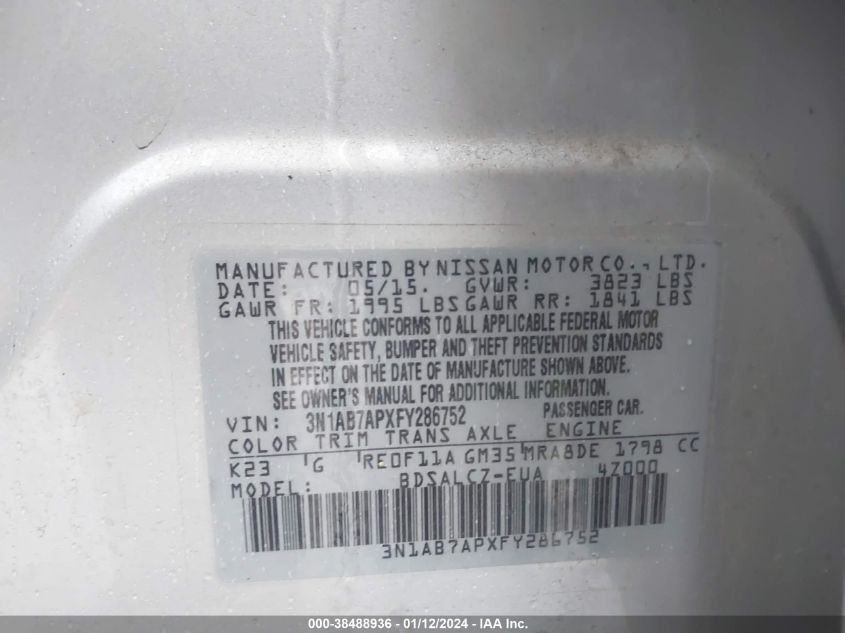 MANUFACTURED BY NISSAN MOTOR CO., LTD.
DATE: 05/15. GVWR: 3823 LBS
GAWR FR: 1995 LBS GAWR RR: 1841 LBS
THIS VEHICLE CONFORMS TO ALL APPLICABLE FEDERAL MOTOR
VEHICLE SAFETY, BUMPER AND THEFT PREVENTION STANDARDS
IN EFFECT ON THE DATE OF MANUFACTURE SHOWN ABOVE.
SEE OWNER'S MANUAL FOR ADDITIONAL INFORMATION.
VIN: 3N1AB7APXFY286752 PASSENGER CAR.
COLOR TRIM TRANS AXLE ENGINE
K23 G RE0F11A GM35 MRA8DE 1798 CC
MODEL: BDSALCZ-EUA 4Z000
3N1AB7APXFY286752
000-38488936 - 01/12/2024 - IAA Inc.